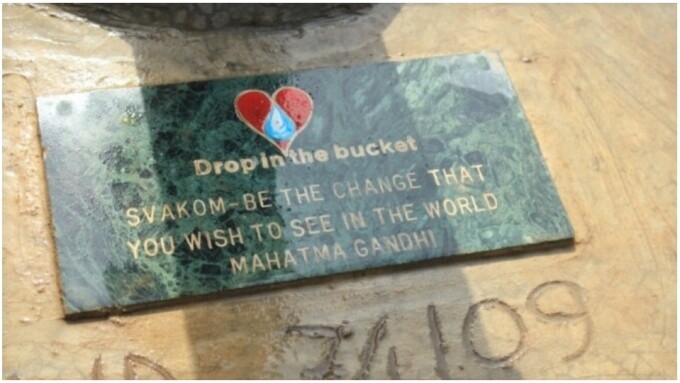 Drop in the bucket
SVAKOM-BE THE CHANGE THAT
YOU WISH TO SEE IN THE WORLD
MAHATMA GANDHI